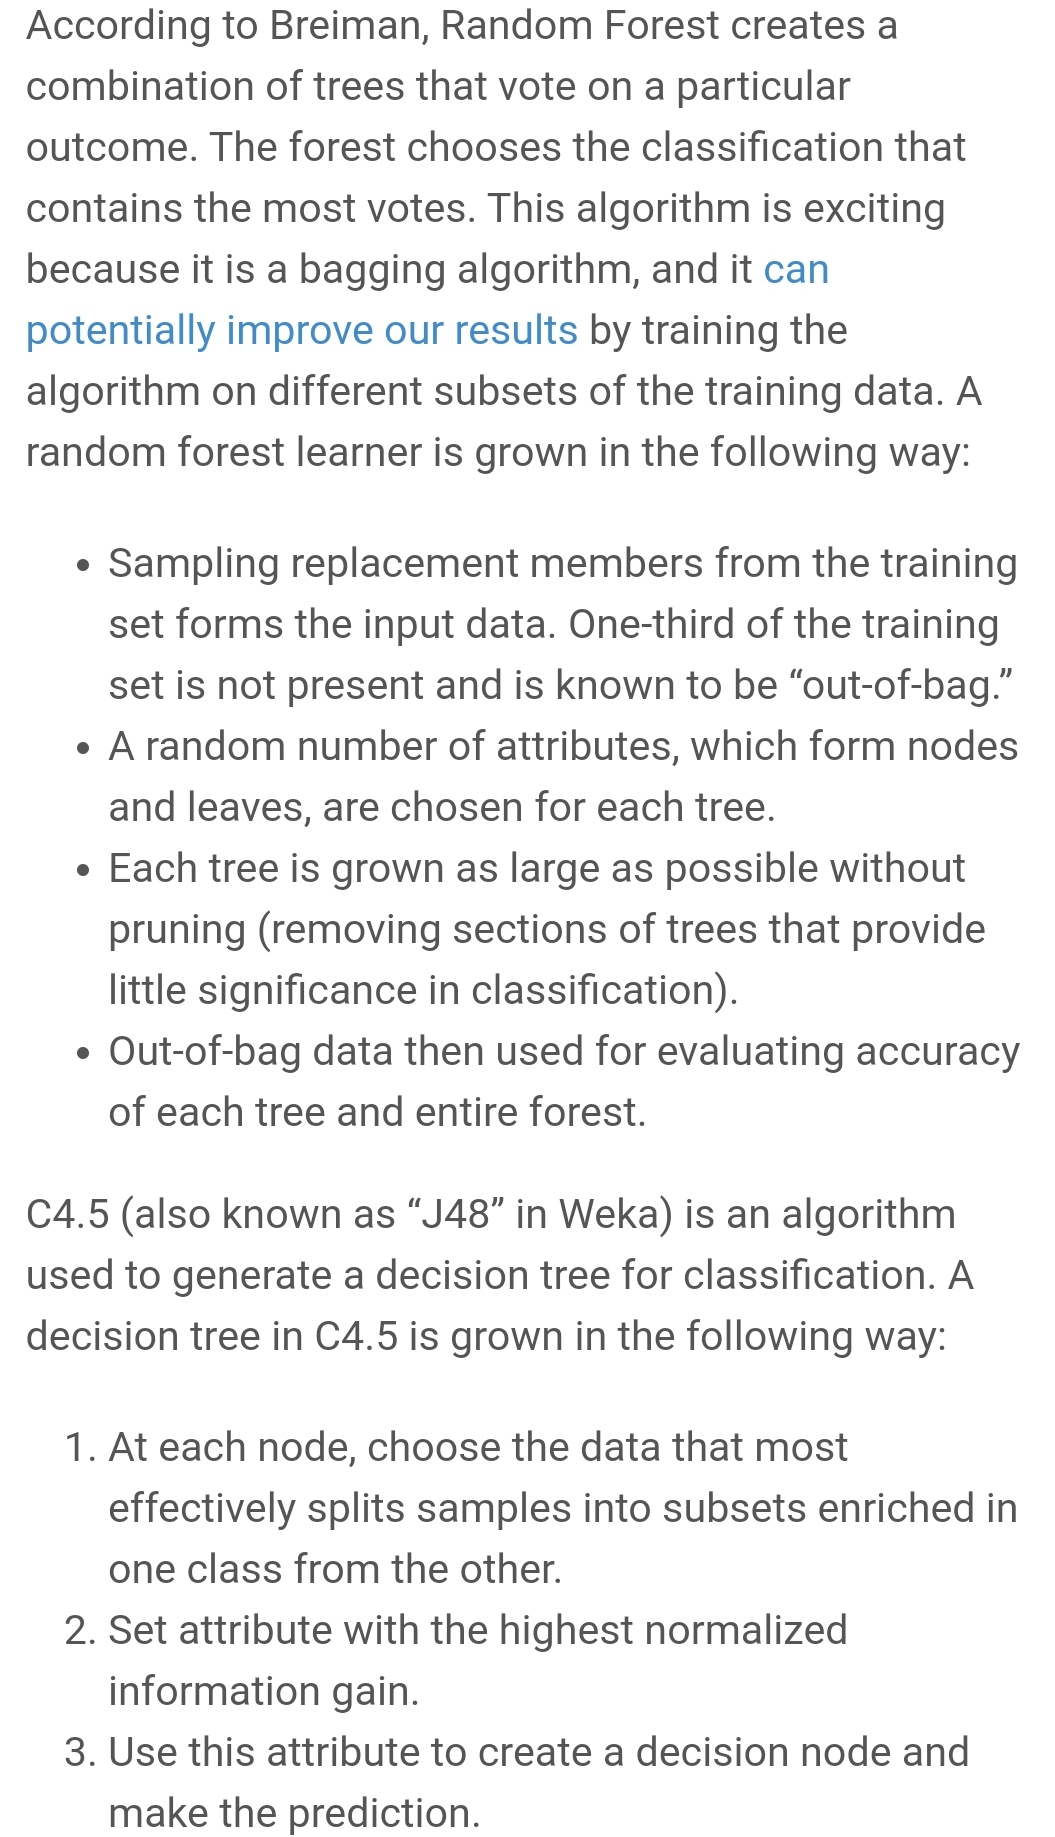 According to Breiman, Random Forest creates a
combination of trees that vote on a particular
outcome. The forest chooses the classification that
contains the most votes. This algorithm is exciting
because it is a bagging algorithm, and it can
potentially improve our results by training the
algorithm on different subsets of the training data. A
random forest learner is grown in the following way:
• Sampling replacement members from the training
set forms the input data. One-third of the training
set is not present and is known to be “out-of-bag.”
• A random number of attributes, which form nodes
and leaves, are chosen for each tree.
• Each tree is grown as large as possible without
pruning (removing sections of trees that provide
little significance in classification).
• Out-of-bag data then used for evaluating accuracy
of each tree and entire forest.
C4.5 (also known as “J48” in Weka) is an algorithm
used to generate a decision tree for classification. A
decision tree in C4.5 is grown in the following way:
1. At each node, choose the data that most
effectively splits samples into subsets enriched in
one class from the other.
2. Set attribute with the highest normalized
information gain.
3. Use this attribute to create a decision node and
make the prediction.